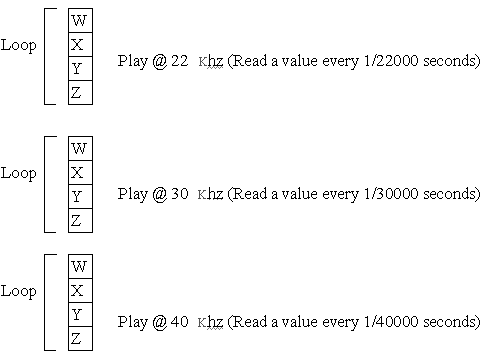 W
Loop X
Y Play @ 22 Khz (Read a value every 1/22000 seconds)
Z
W
Loop X
Y Play @ 30 Khz (Read a value every 1/30000 seconds)
Z
W
Loop X
Y
Z Play @ 40 Khz (Read a value every 1/40000 seconds)